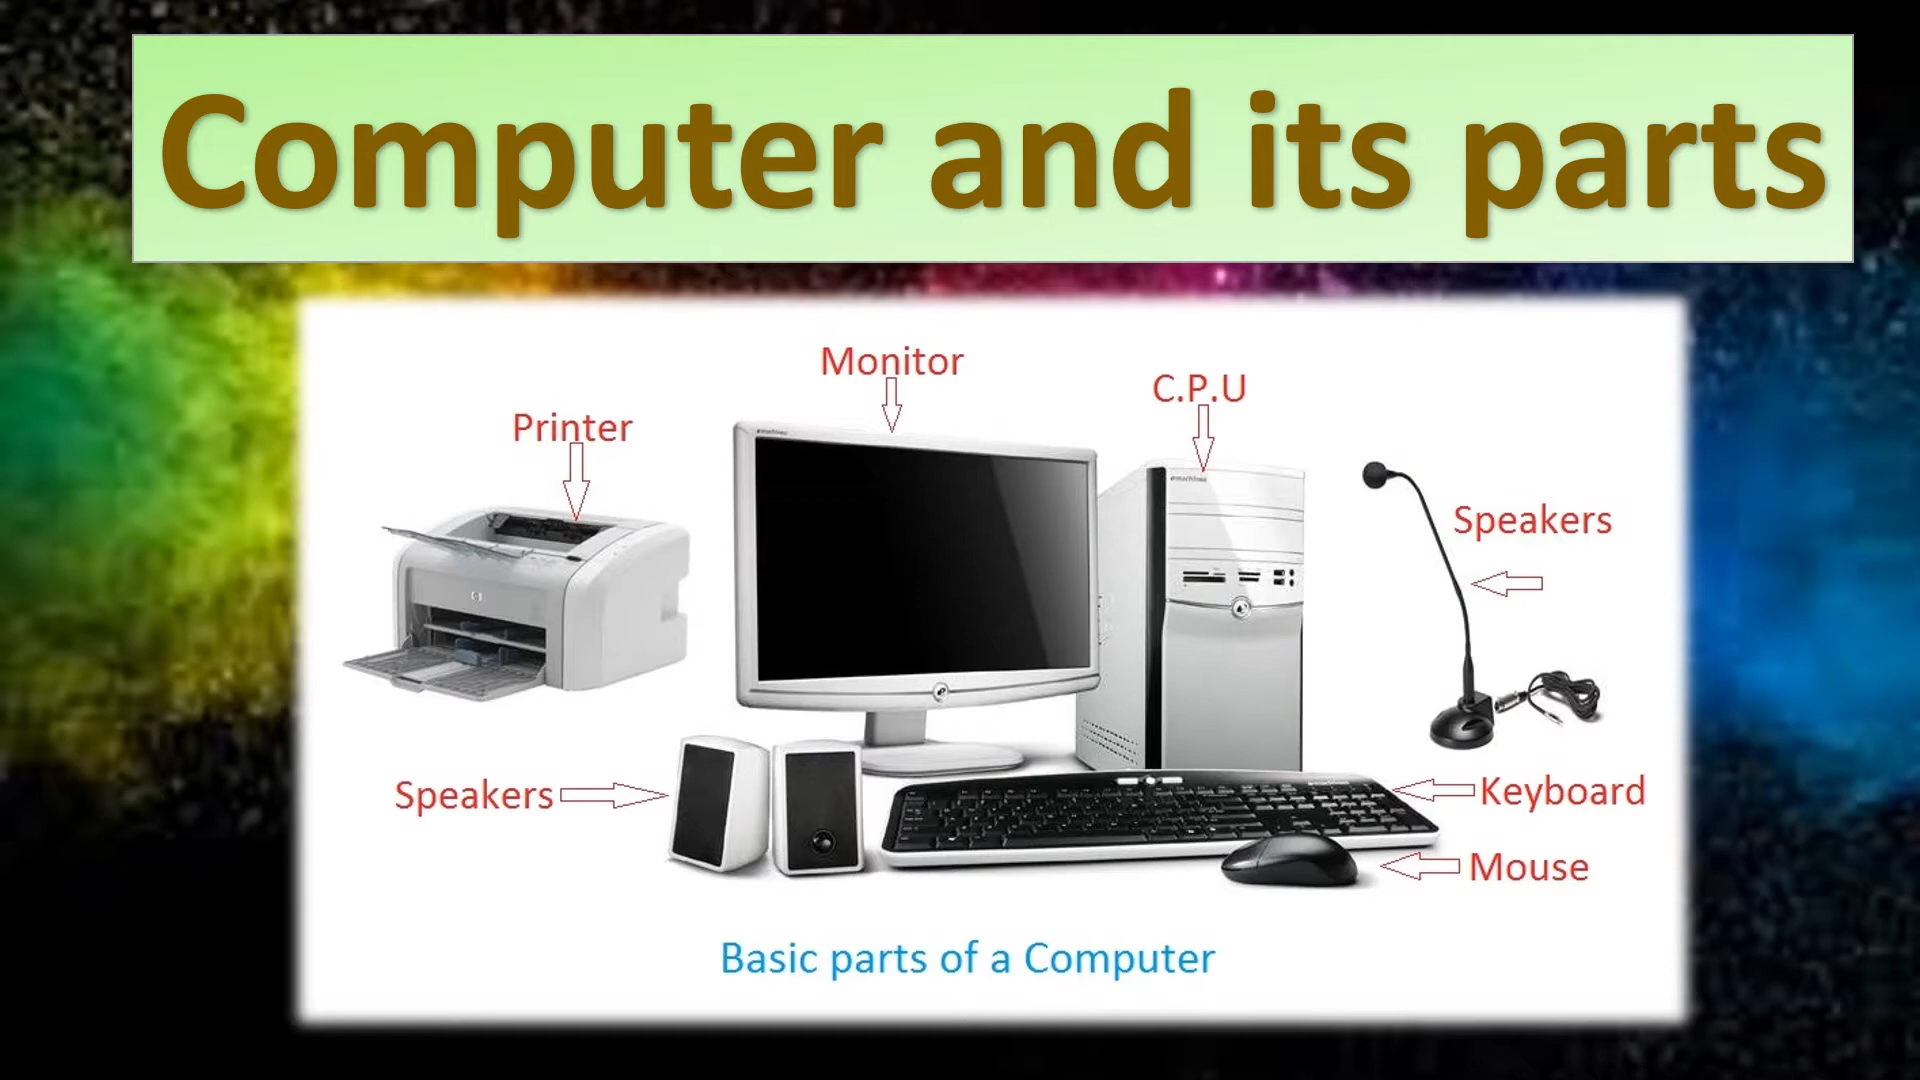 Computer and its parts
Monitor
C.P.U
Printer
Speakers
Speakers
Keyboard
Mouse
Basic parts of a Computer